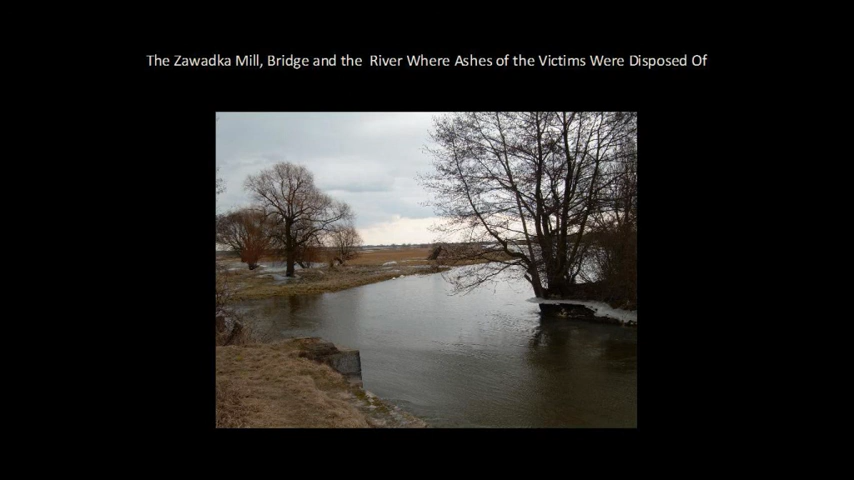 The Zawadka Mill, Bridge and the  River Where Ashes of the Victims Were Disposed Of